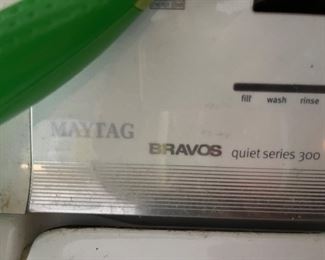 fill wash rinse
MAYTAG
BRAVOS quiet series 300